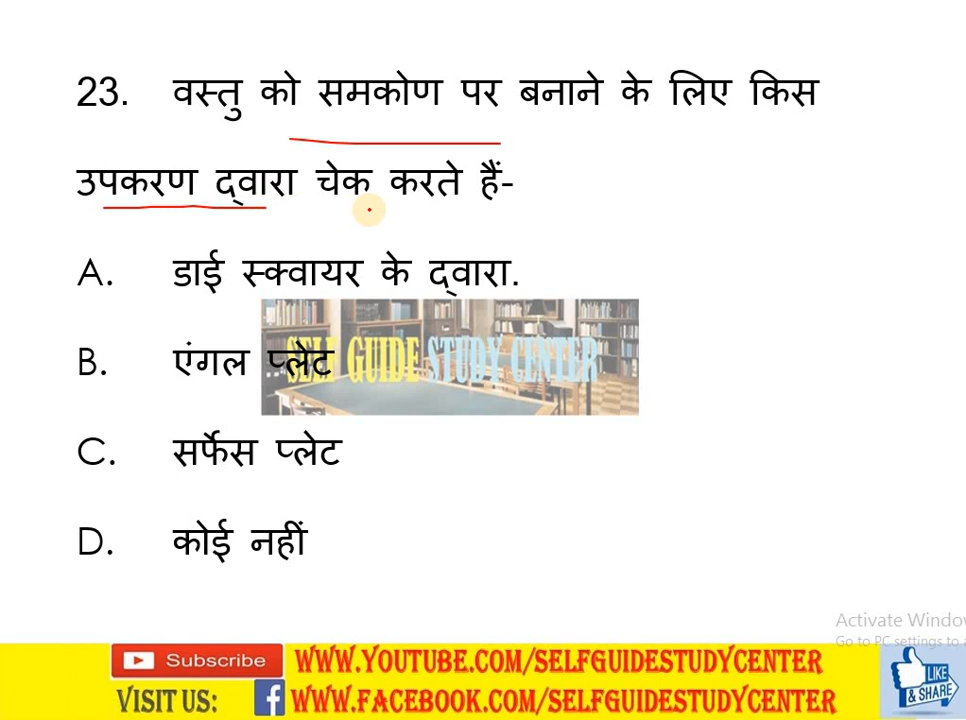 23. वस्तु को समकोण पर बनाने के लिए किस
उपकरण द्वारा चेक करते हैं-
A. डाई स्क्वायर के द्वारा.
B. एंगल प्लेट
SELF GUIDE STUDY CENTER
C. सर्फेस प्लेट
D. कोई नहीं
Activate Window
Go to PC settings to a
Subscribe WWW.YOUTUBE.COM/SELFGUIDESTUDYCENTER
VISIT US: f WWW.FACEBOOK.COM/SELFGUIDESTUDYCENTER
LIKE
& SHARE